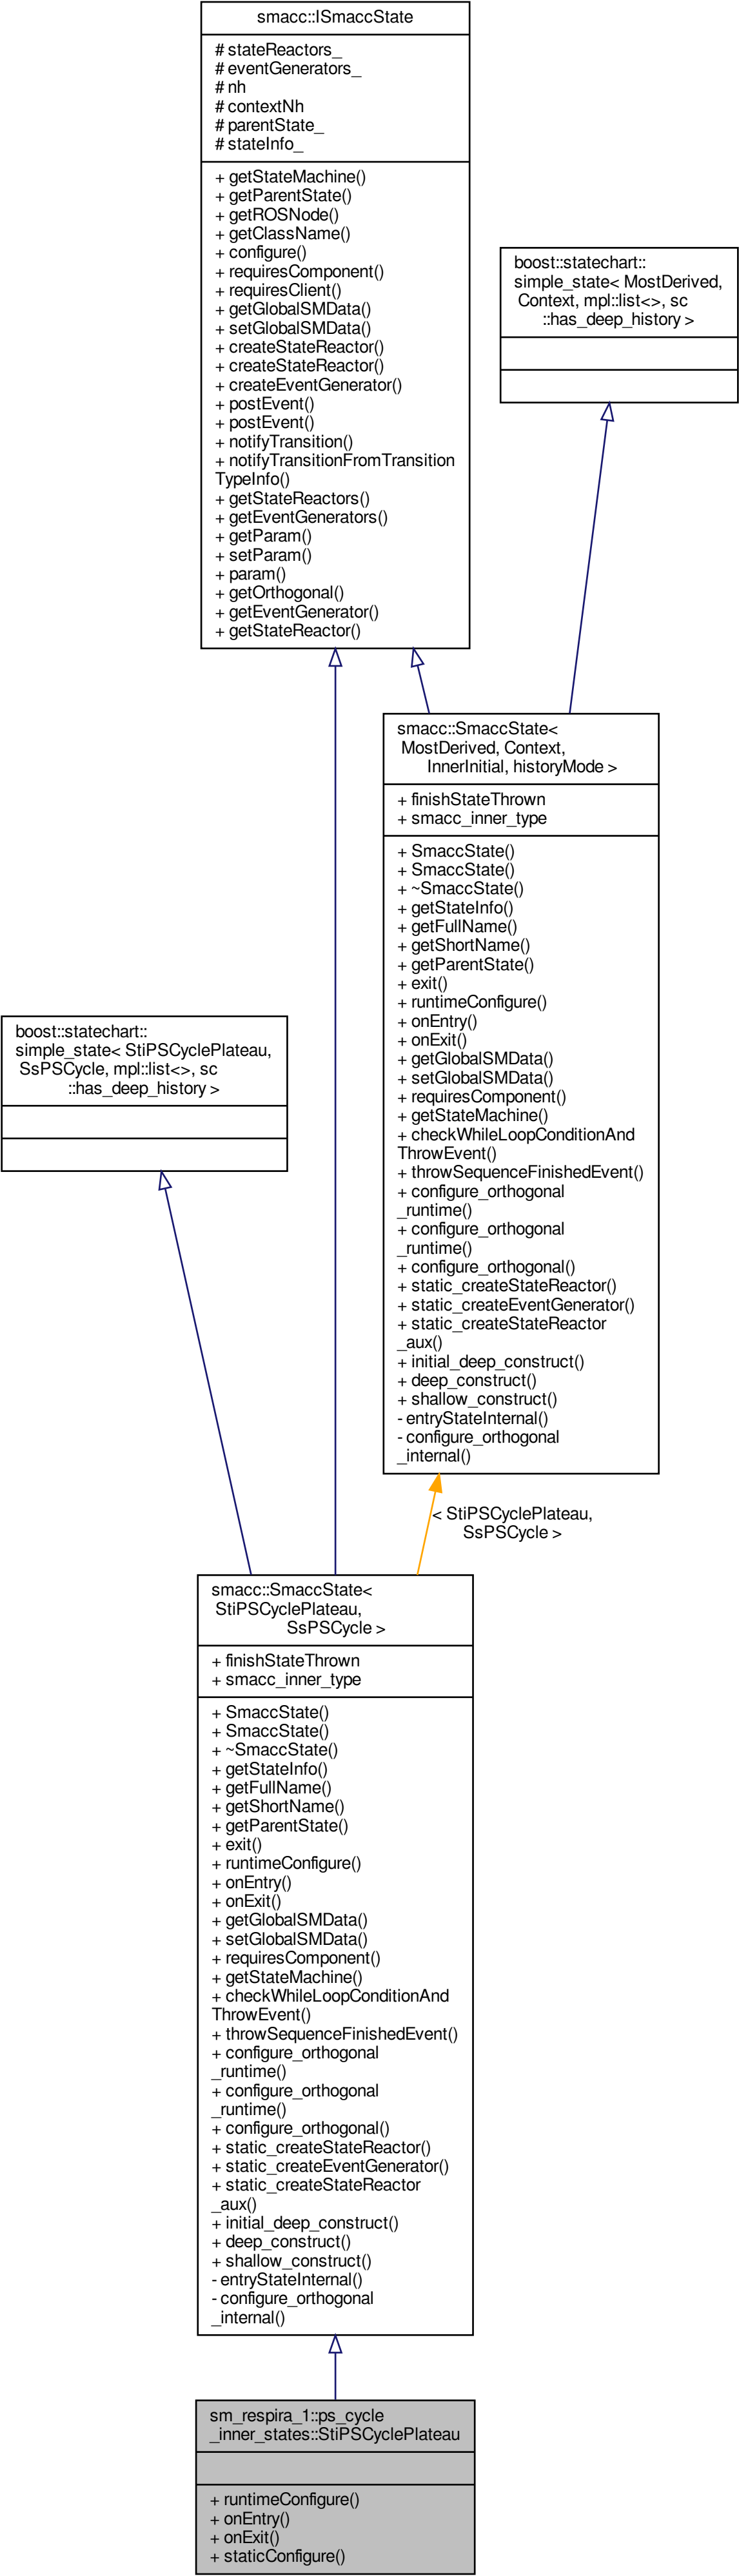 smacc::ISmaccState
# stateReactors_
# eventGenerators_
# nh
# contextNh
# parentState_
# stateInfo_
+ getStateMachine()
+ getParentState()
+ getROSNode()
+ getClassName()
+ configure()
+ requiresComponent()
+ requiresClient()
+ getGlobalSMData()
+ setGlobalSMData()
+ createStateReactor()
+ createStateReactor()
+ createEventGenerator()
+ postEvent()
+ postEvent()
+ notifyTransition()
+ notifyTransitionFromTransition
TypeInfo()
+ getStateReactors()
+ getEventGenerators()
+ getParam()
+ setParam()
+ param()
+ getOrthogonal()
+ getEventGenerator()
+ getStateReactor()
boost::statechart::
simple_state< MostDerived,
Context, mpl::list<>, sc
::has_deep_history >
smacc::SmaccState<
MostDerived, Context,
InnerInitial, historyMode >
+ finishStateThrown
+ smacc_inner_type
+ SmaccState()
+ SmaccState()
+ ~SmaccState()
+ getStateInfo()
+ getFullName()
+ getShortName()
+ getParentState()
+ exit()
+ runtimeConfigure()
+ onEntry()
+ onExit()
+ getGlobalSMData()
+ setGlobalSMData()
+ requiresComponent()
+ getStateMachine()
+ checkWhileLoopConditionAnd
ThrowEvent()
+ throwSequenceFinishedEvent()
+ configure_orthogonal
_runtime()
+ configure_orthogonal
_runtime()
+ configure_orthogonal()
+ static_createStateReactor()
+ static_createEventGenerator()
+ static_createStateReactor
_aux()
+ initial_deep_construct()
+ deep_construct()
+ shallow_construct()
- entryStateInternal()
- configure_orthogonal
_internal()
boost::statechart::
simple_state< StiPSCyclePlateau,
SsPSCycle, mpl::list<>, sc
::has_deep_history >
< StiPSCyclePlateau,
SsPSCycle >
smacc::SmaccState<
StiPSCyclePlateau,
SsPSCycle >
+ finishStateThrown
+ smacc_inner_type
+ SmaccState()
+ SmaccState()
+ ~SmaccState()
+ getStateInfo()
+ getFullName()
+ getShortName()
+ getParentState()
+ exit()
+ runtimeConfigure()
+ onEntry()
+ onExit()
+ getGlobalSMData()
+ setGlobalSMData()
+ requiresComponent()
+ getStateMachine()
+ checkWhileLoopConditionAnd
ThrowEvent()
+ throwSequenceFinishedEvent()
+ configure_orthogonal
_runtime()
+ configure_orthogonal
_runtime()
+ configure_orthogonal()
+ static_createStateReactor()
+ static_createEventGenerator()
+ static_createStateReactor
_aux()
+ initial_deep_construct()
+ deep_construct()
+ shallow_construct()
- entryStateInternal()
- configure_orthogonal
_internal()
sm_respira_1::ps_cycle
_inner_states::StiPSCyclePlateau
+ runtimeConfigure()
+ onEntry()
+ onExit()
+ staticConfigure()